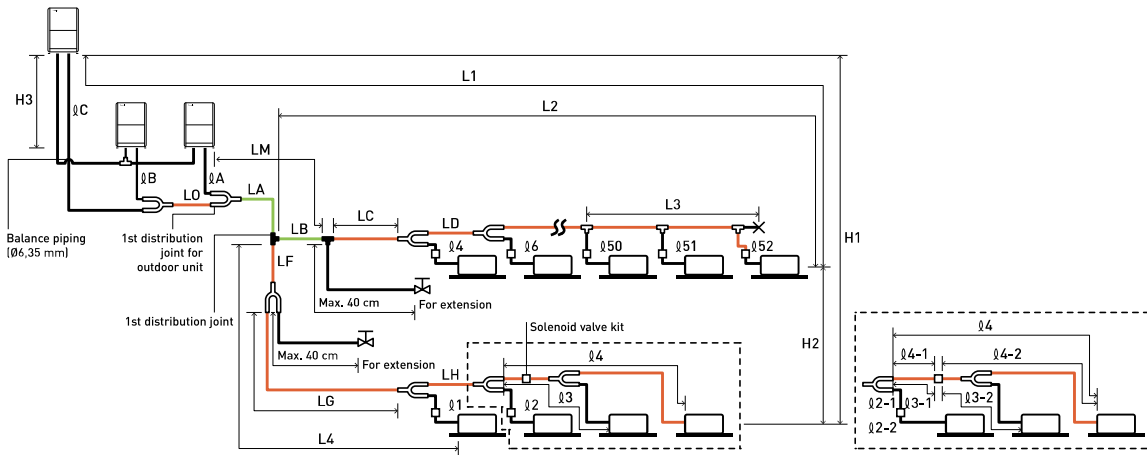 L1
L2
H3
ℓC
ℓB
ℓA
LM
LO
LA
LB
LC
LD
L3
H1
ℓ4
ℓ6
ℓ50
ℓ51
ℓ52
Balance piping
(Ø6,35 mm)
1st distribution
joint for
outdoor unit
LF
1st distribution joint
Max. 40 cm
For extension
Max. 40 cm
For extension
Solenoid valve kit
H2
LG
LH
L4
ℓ1
ℓ2
ℓ3
ℓ4
ℓ4
ℓ4-1
ℓ4-2
ℓ2-1
ℓ3-1
ℓ3-2
ℓ2-2